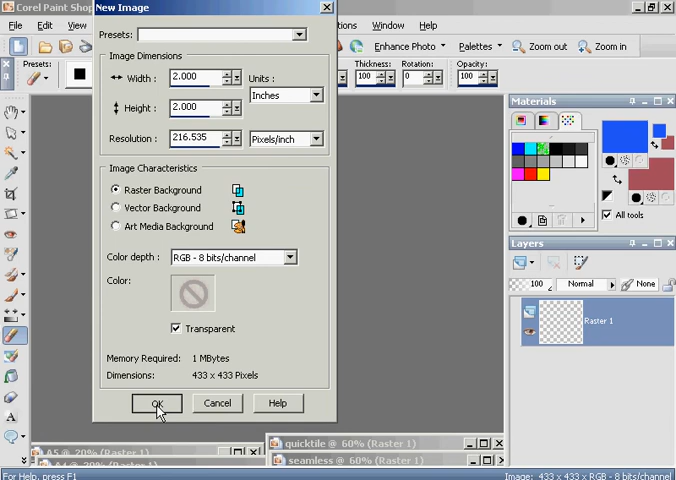 Corel Paint Shop
New Image
File Edit View
tions Window Help
Enhance Photo Palettes Zoom out Zoom in
Presets:
Thickness: Rotation: Opacity:
100 0 100
Presets:
Image Dimensions
Width: 2.000 Units:
Inches
Height: 2.000
Resolution: 216.535 Pixels/inch
Image Characteristics
Raster Background
Vector Background
Art Media Background
Color depth: RGB - 8 bits/channel
Color:
Transparent
Memory Required: 1 MBytes
Dimensions: 433 x 433 Pixels
OK Cancel Help
Materials
All tools
Layers
100 Normal None
Raster 1
A5 @ 20% (Raster 1)
quicktile @ 60% (Raster 1)
seamless @ 60% (Raster 1)
For Help, press F1
Image: 433 x 433 x RGB - 8 bits/channel